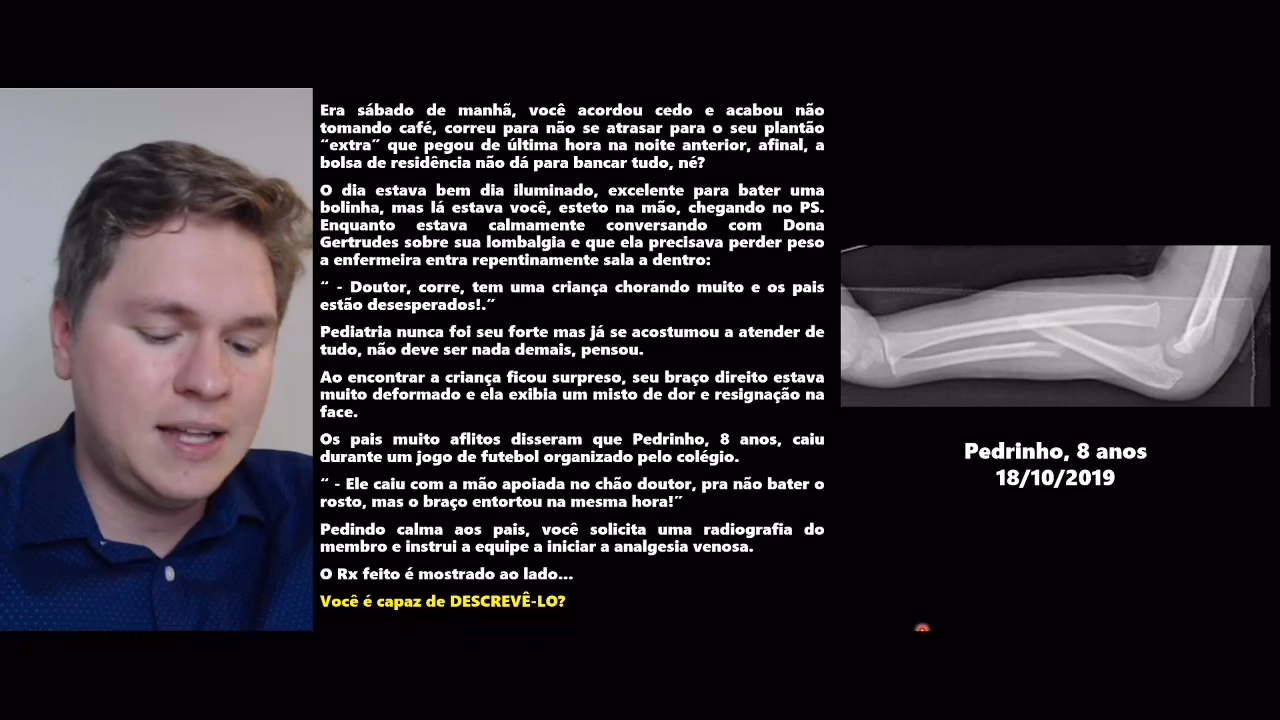 Era sábado de manhã, você acordou cedo e acabou não
tomando café, correu para não se atrasar para o seu plantão
“extra” que pegou de última hora na noite anterior, afinal, a
bolsa de residência não dá para bancar tudo, né?
O dia estava bem dia iluminado, excelente para bater uma
bolinha, mas lá estava você, esteto na mão, chegando no PS.
Enquanto estava calmamente conversando com Dona
Gertrudes sobre sua lombalgia e que ela precisava perder peso
a enfermeira entra repentinamente sala a dentro:
“ - Doutor, corre, tem uma criança chorando muito e os pais
estão desesperados!.”
Pediatria nunca foi seu forte mas já se acostumou a atender de
tudo, não deve ser nada demais, pensou.
Ao encontrar a criança ficou surpreso, seu braço direito estava
muito deformado e ela exibia um misto de dor e resignação na
face.
Os pais muito aflitos disseram que Pedrinho, 8 anos, caiu
durante um jogo de futebol organizado pelo colégio.
“ - Ele caiu com a mão apoiada no chão doutor, pra não bater o
rosto, mas o braço entortou na mesma hora!”
Pedindo calma aos pais, você solicita uma radiografia do
membro e instrui a equipe a iniciar a analgesia venosa.
O Rx feito é mostrado ao lado...
Você é capaz de DESCREVÊ-LO?
Pedrinho, 8 anos
18/10/2019